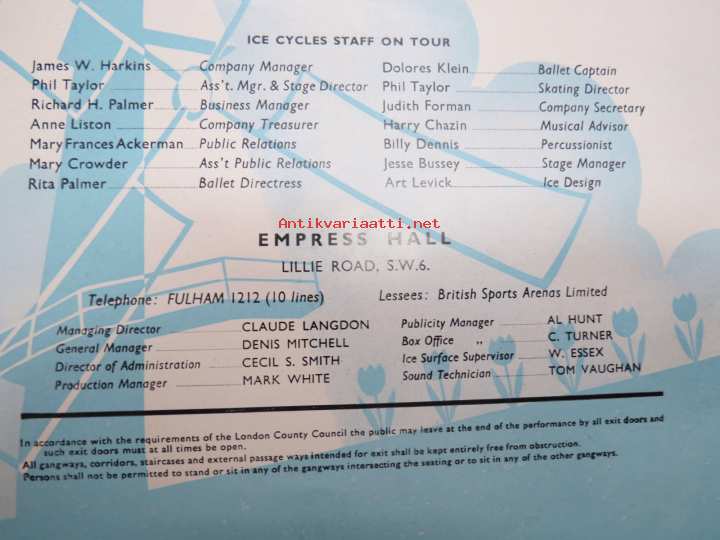 ICE CYCLES STAFF ON TOUR
James W. Harkins Company Manager
Phil Taylor Ass't. Mgr. & Stage Director
Richard H. Palmer Business Manager
Anne Liston Company Treasurer
Mary Frances Ackerman Public Relations
Mary Crowder Ass't Public Relations
Rita Palmer Ballet Directress
Dolores Klein Ballet Captain
Phil Taylor Skating Director
Judith Forman Company Secretary
Harry Chazin Musical Advisor
Billy Dennis Percussionist
Jesse Bussey Stage Manager
Art Levick Ice Design
Antikvariaatti.net
EMPRESS HALL
LILLIE ROAD, S.W.6.
Telephone: FULHAM 1212 (10 lines) Lessees: British Sports Arenas Limited
Managing Director CLAUDE LANGDON
General Manager DENIS MITCHELL
Director of Administration CECIL S. SMITH
Production Manager MARK WHITE
Publicity Manager AL HUNT
Box Office „ C. TURNER
Ice Surface Supervisor W. ESSEX
Sound Technician TOM VAUGHAN
In accordance with the requirements of the London County Council the public may leave at the end of the performance by all exit doors and
such exit doors must at all times be open.
All gangways, corridors, staircases and external passage ways intended for exit shall be kept entirely free from obstruction.
Persons shall not be permitted to stand or sit in any of the gangways intersecting the seating or to sit in any of the other gangways.